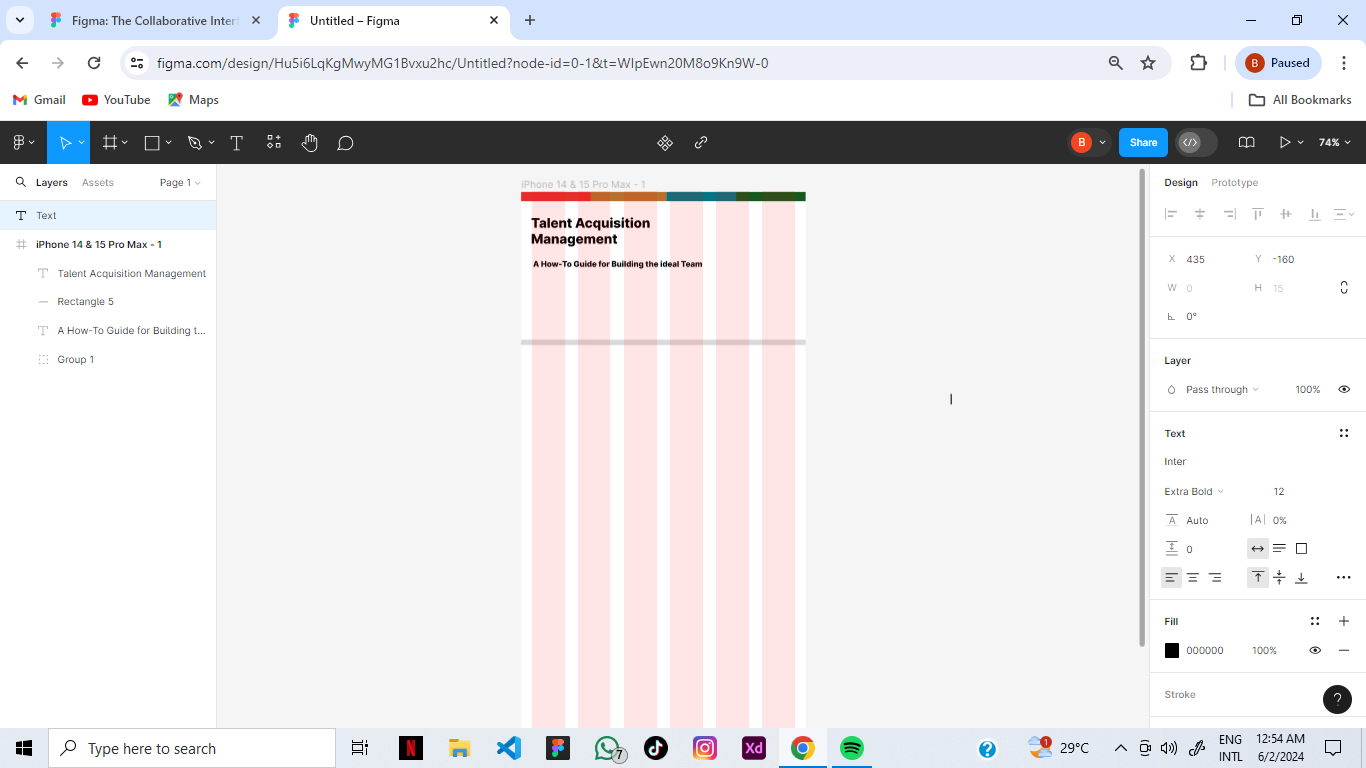 Figma: The Collaborative Inter
Untitled – Figma
figma.com/design/Hu5i6LqKgMwyMG1Bvxu2hc/Untitled?node-id=0-1&t=WIpEwn20M8o9Kn9W-0
B Paused
Gmail YouTube Maps
All Bookmarks
T
B
Share
74%
Layers Assets Page 1
Design Prototype
T Text
iPhone 14 & 15 Pro Max - 1
T Talent Acquisition Management
Rectangle 5
T A How-To Guide for Building t...
Group 1
iPhone 14 & 15 Pro Max - 1
Talent Acquisition
Management
A How-To Guide for Building the ideal Team
X 435 Y -160
W 0 H 15
0°
Layer
Pass through 100%
Text
Inter
Extra Bold 12
A Auto |A| 0%
0
Fill
000000 100%
Stroke
?
Type here to search
N
7
Xd
?
1
29°C
ENG
INTL
12:54 AM
6/2/2024